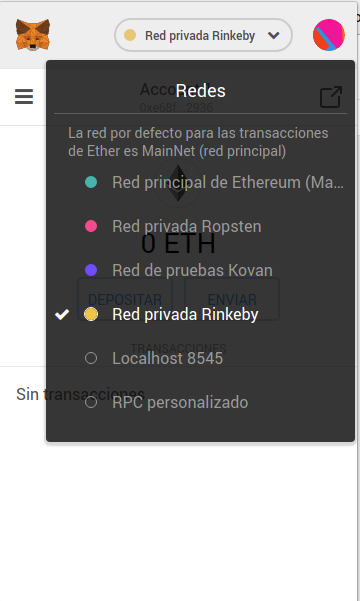 Red privada Rinkeby
Acco
Redes
0xe68f...2936
La red por defecto para las transacciones
de Ether es MainNet (red principal)
Red principal de Ethereum (Ma...
Red privada Ropsten
0 ETH
Red de pruebas Kovan
DEPOSITAR
ENVIAR
Red privada Rinkeby
TRANSACCIONES
Localhost 8545
Sin transacciones
RPC personalizado